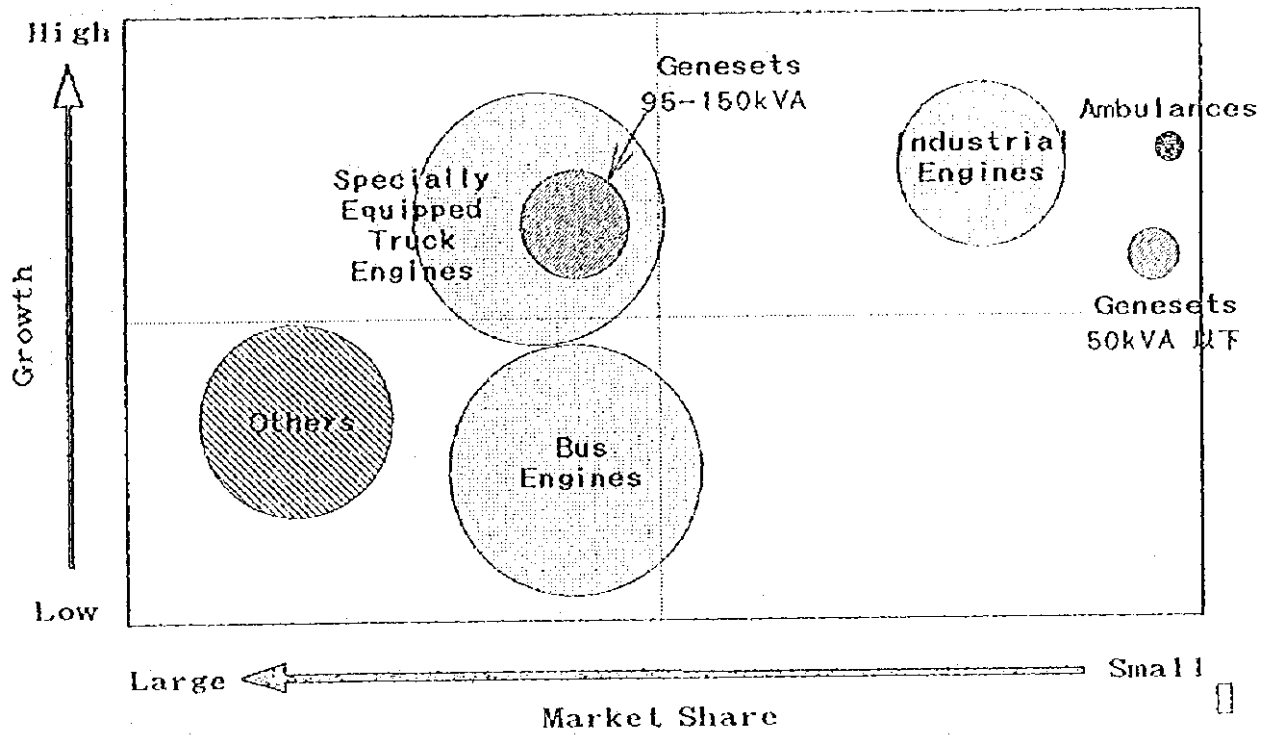 High
Genesets
95-150kVA
Ambulances
Industrial
Engines
Specially
Equipped
Truck
Engines
Growth
Genesets
50kVA 以下
Others
Bus
Engines
Low
Large
Small
Market Share